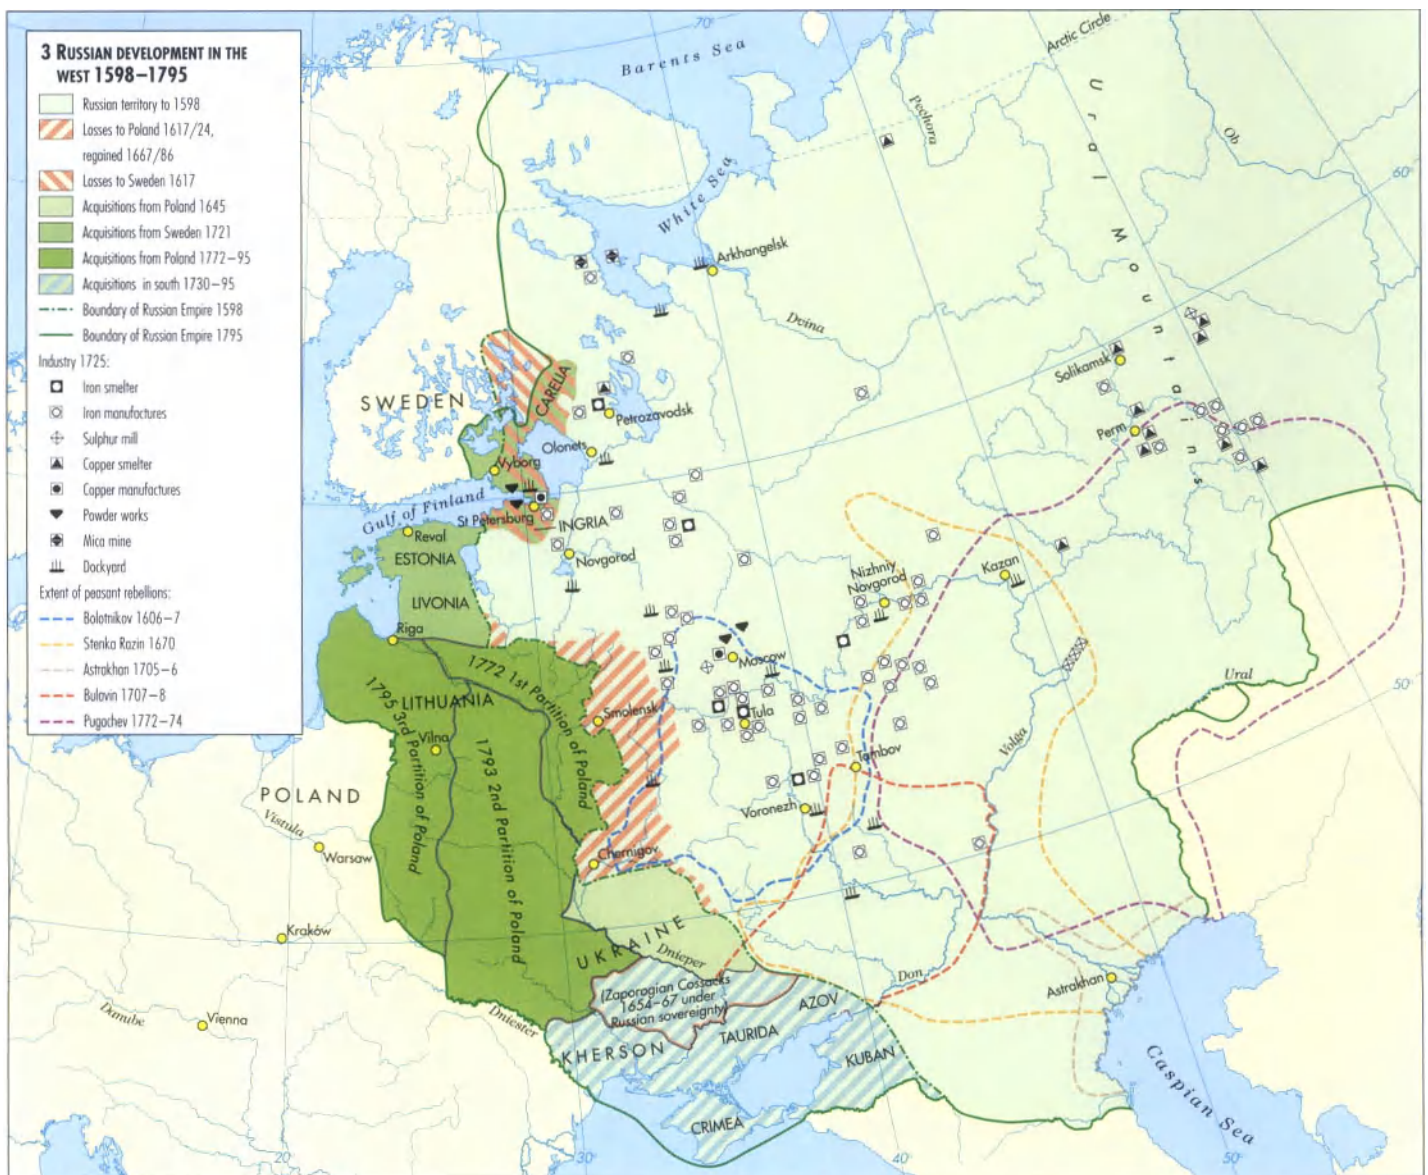 3 RUSSIAN DEVELOPMENT IN THE
WEST 1598–1795
Russian territory to 1598
Losses to Poland 1617/24,
regained 1667/86
Losses to Sweden 1617
Acquisitions from Poland 1645
Acquisitions from Sweden 1721
Acquisitions from Poland 1772–95
Acquisitions in south 1730–95
Boundary of Russian Empire 1598
Boundary of Russian Empire 1795
Industry 1725:
Iron smelter
Iron manufactures
Sulphur mill
Copper smelter
Copper manufactures
Powder works
Mica mine
Dockyard
Extent of peasant rebellions:
Bolotnikov 1606–7
Stenka Razin 1670
Astrakhan 1705–6
Bulavin 1707–8
Pugachev 1772–74
70°
Barents Sea
Arctic Circle
Pechora
Ural Mountains
Ob
60°
White Sea
Arkhangelsk
Dvina
Solikamsk
Perm
SWEDEN
CARELIA
Petrozavodsk
Olonets
Vyborg
Gulf of Finland
St Petersburg
INGRIA
Reval
ESTONIA
Novgorod
LIVONIA
Riga
Nizhniy
Novgorod
Kazan
Moscow
Ural
50°
1772 1st Partition of Poland
LITHUANIA
1795 3rd Partition of Poland
Vilna
1793 2nd Partition of Poland
Smolensk
Tula
Volga
Tambov
Voronezh
POLAND
Vistula
Warsaw
Chernigov
Kraków
UKRAINE
Dnieper
Don
Astrakhan
(Zaporogian Cossacks
1654–67 under
Russian sovereignty)
AZOV
Danube
Vienna
Dniester
KHERSON
TAURIDA
KUBAN
CRIMEA
Caspian Sea
20°
30°
40°
50°